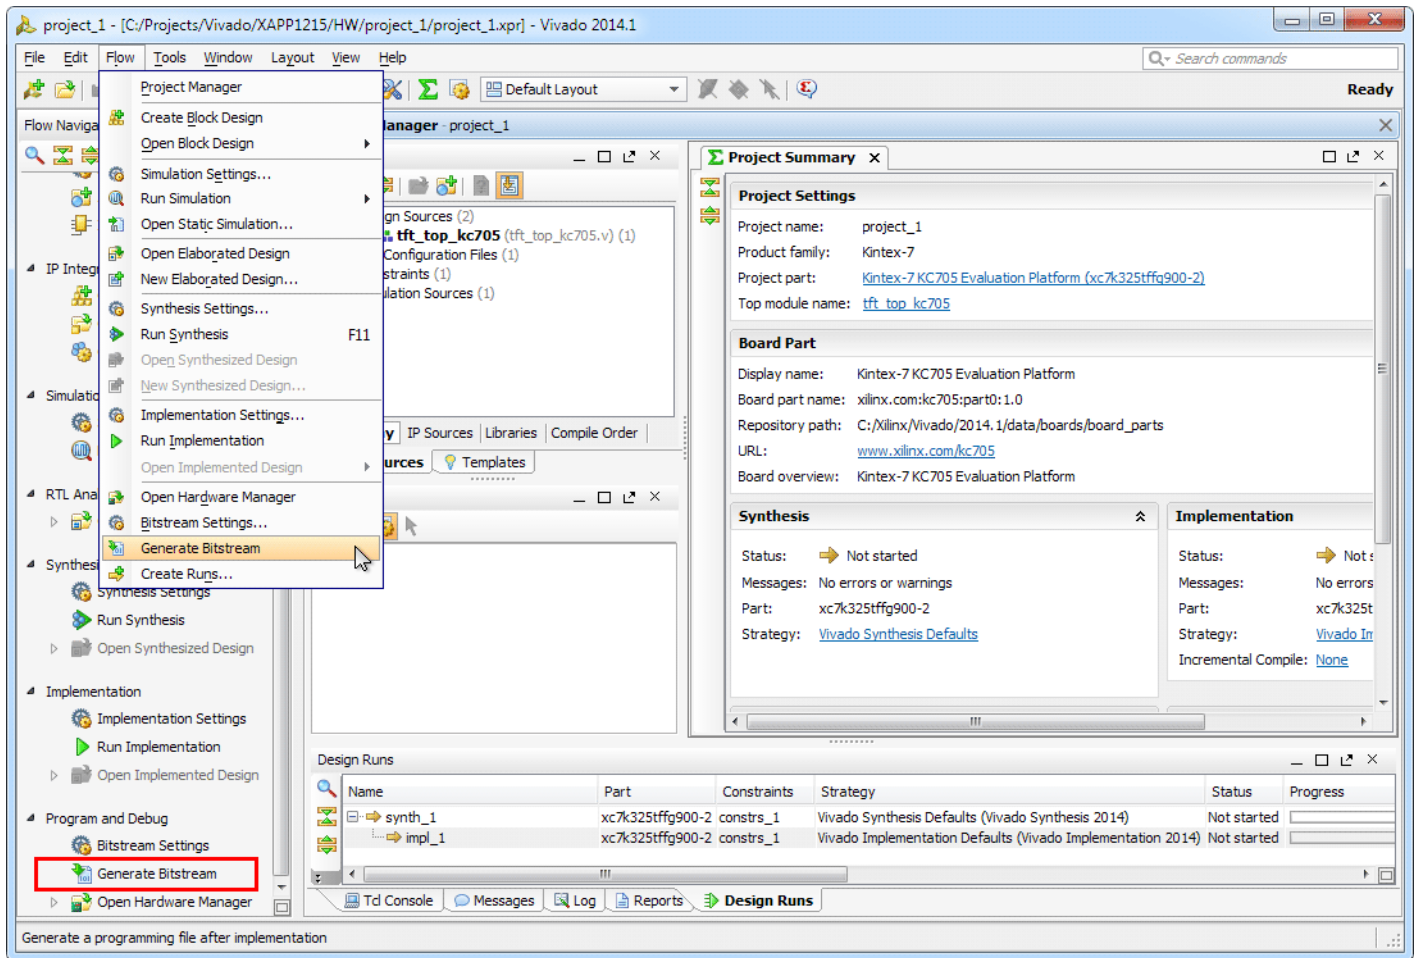 project_1 - [C:/Projects/Vivado/XAPP1215/HW/project_1/project_1.xpr] - Vivado 2014.1
File Edit Flow Tools Window Layout View Help
Search commands
Default Layout
Ready
Flow Naviga
Manager - project_1
Project Manager
Create Block Design
Open Block Design
Simulation Settings...
Run Simulation
Open Static Simulation...
Open Elaborated Design
New Elaborated Design...
Synthesis Settings...
Run Synthesis F11
Open Synthesized Design
New Synthesized Design...
Implementation Settings...
Run Implementation
Open Implemented Design
Open Hardware Manager
Bitstream Settings...
Generate Bitstream
Create Runs...
IP Integr
Simulatic
RTL Ana
Synthesi
Synthesis Settings
Run Synthesis
Open Synthesized Design
Implementation
Implementation Settings
Run Implementation
Open Implemented Design
Program and Debug
Bitstream Settings
Generate Bitstream
Open Hardware Manager
gn Sources (2)
tft_top_kc705 (tft_top_kc705.v) (1)
Configuration Files (1)
straints (1)
ulation Sources (1)
y IP Sources Libraries Compile Order
urces Templates
Project Summary
Project Settings
Project name: project_1
Product family: Kintex-7
Project part: Kintex-7 KC705 Evaluation Platform (xc7k325tffg900-2)
Top module name: tft_top_kc705
Board Part
Display name: Kintex-7 KC705 Evaluation Platform
Board part name: xilinx.com:kc705:part0:1.0
Repository path: C:/Xilinx/Vivado/2014.1/data/boards/board_parts
URL: www.xilinx.com/kc705
Board overview: Kintex-7 KC705 Evaluation Platform
Synthesis
Status: Not started
Messages: No errors or warnings
Part: xc7k325tffg900-2
Strategy: Vivado Synthesis Defaults
Implementation
Status: Not s
Messages: No errors
Part: xc7k325t
Strategy: Vivado Im
Incremental Compile: None
Design Runs
Name Part Constraints Strategy Status Progress
synth_1 xc7k325tffg900-2 constrs_1 Vivado Synthesis Defaults (Vivado Synthesis 2014) Not started
impl_1 xc7k325tffg900-2 constrs_1 Vivado Implementation Defaults (Vivado Implementation 2014) Not started
Tcl Console Messages Log Reports Design Runs
Generate a programming file after implementation